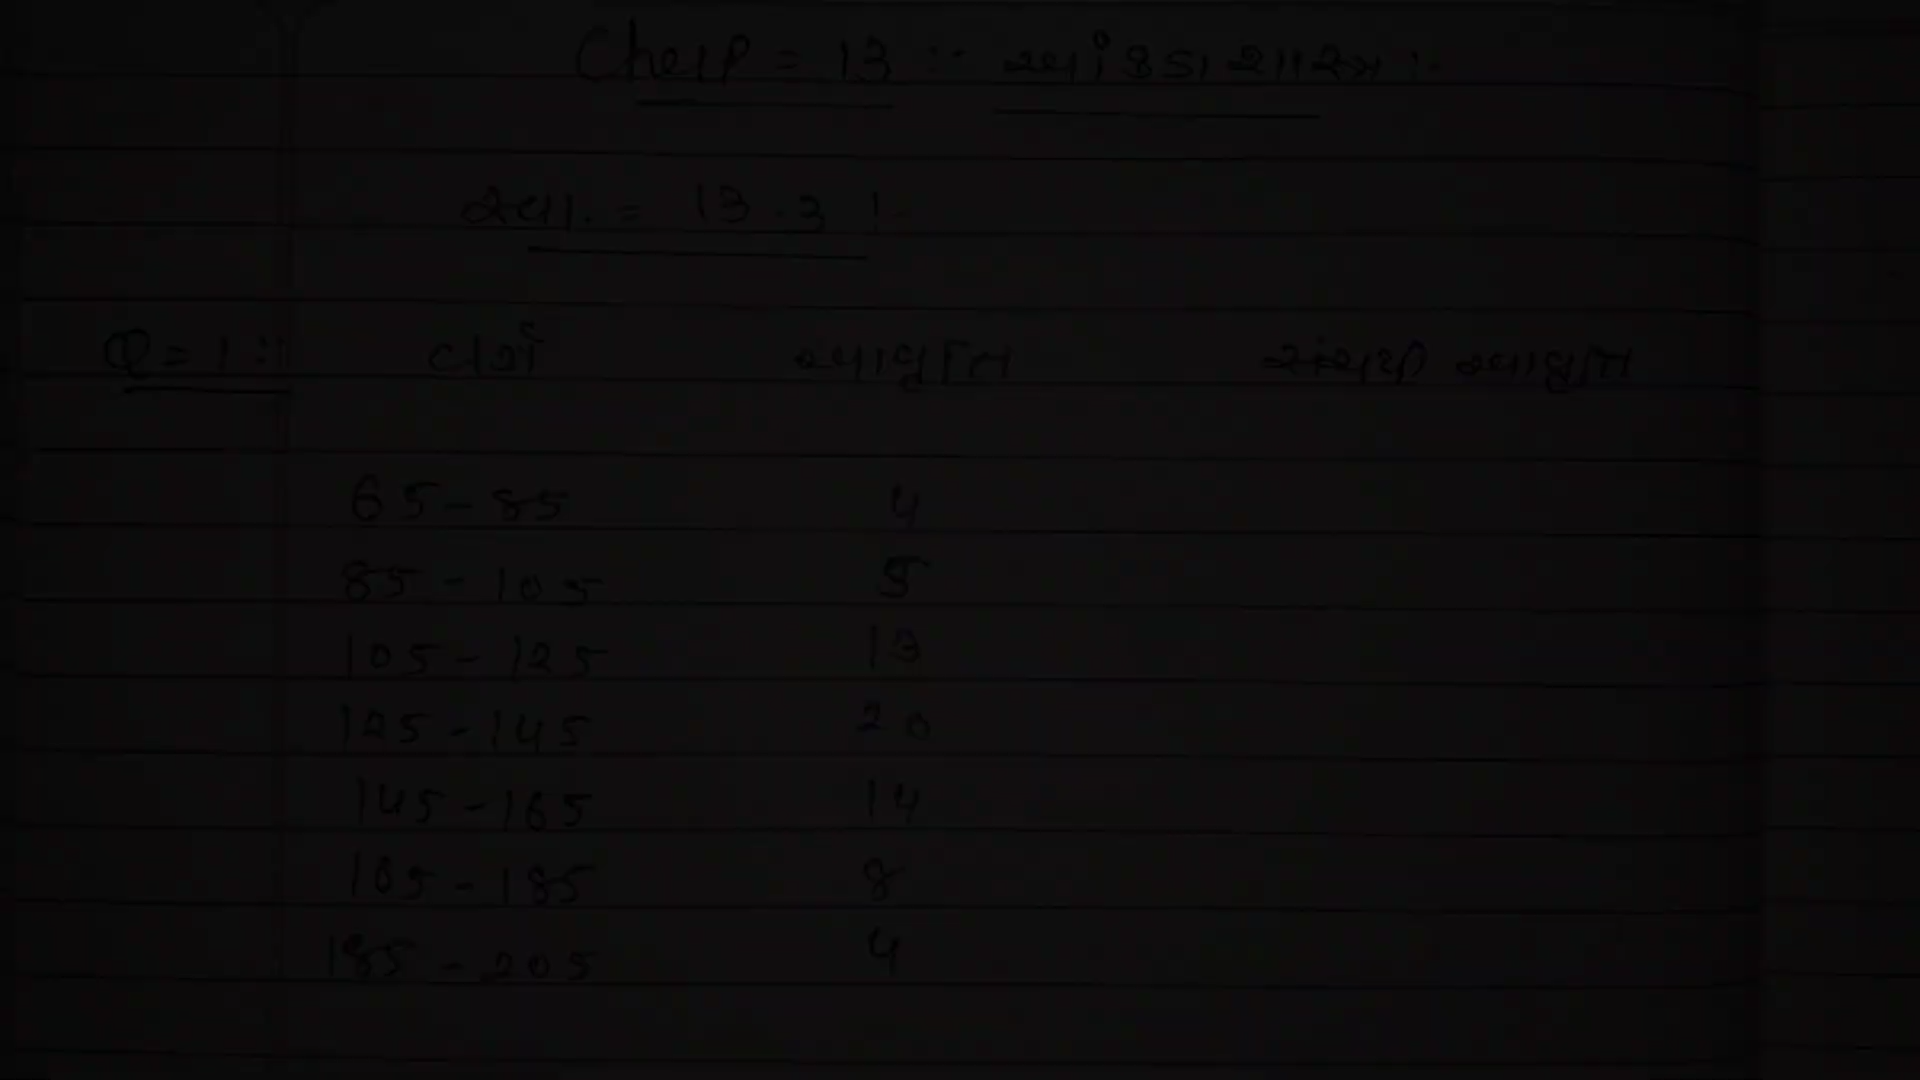 Chep = 13 :- આંકડાશાસ્ત્ર :-
સ્વા. = 13.3 :-
Q = 1 :: વર્ગ આવૃત્તિ સંચયી આવૃત્તિ
65 - 85 4
85 - 105 5
105 - 125 13
125 - 145 20
145 - 165 14
165 - 185 8
185 - 205 4